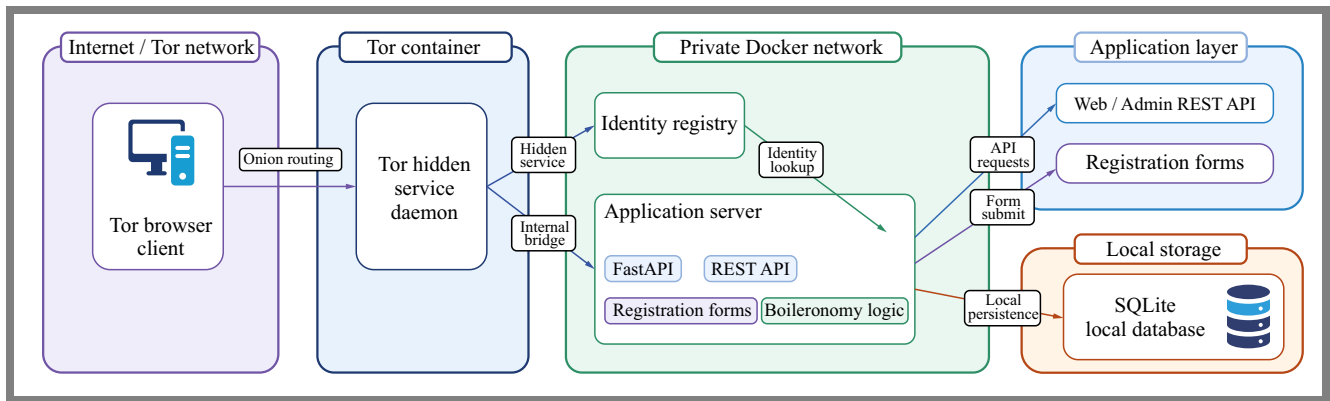 Internet / Tor network
Tor container
Private Docker network
Application layer
Tor browser
client
Onion routing
Tor hidden
service
daemon
Hidden
service
Internal
bridge
Identity registry
Identity
lookup
Application server
FastAPI
REST API
Registration forms
Boileronomy logic
API
requests
Form
submit
Local
persistence
Web / Admin REST API
Registration forms
Local storage
SQLite
local database